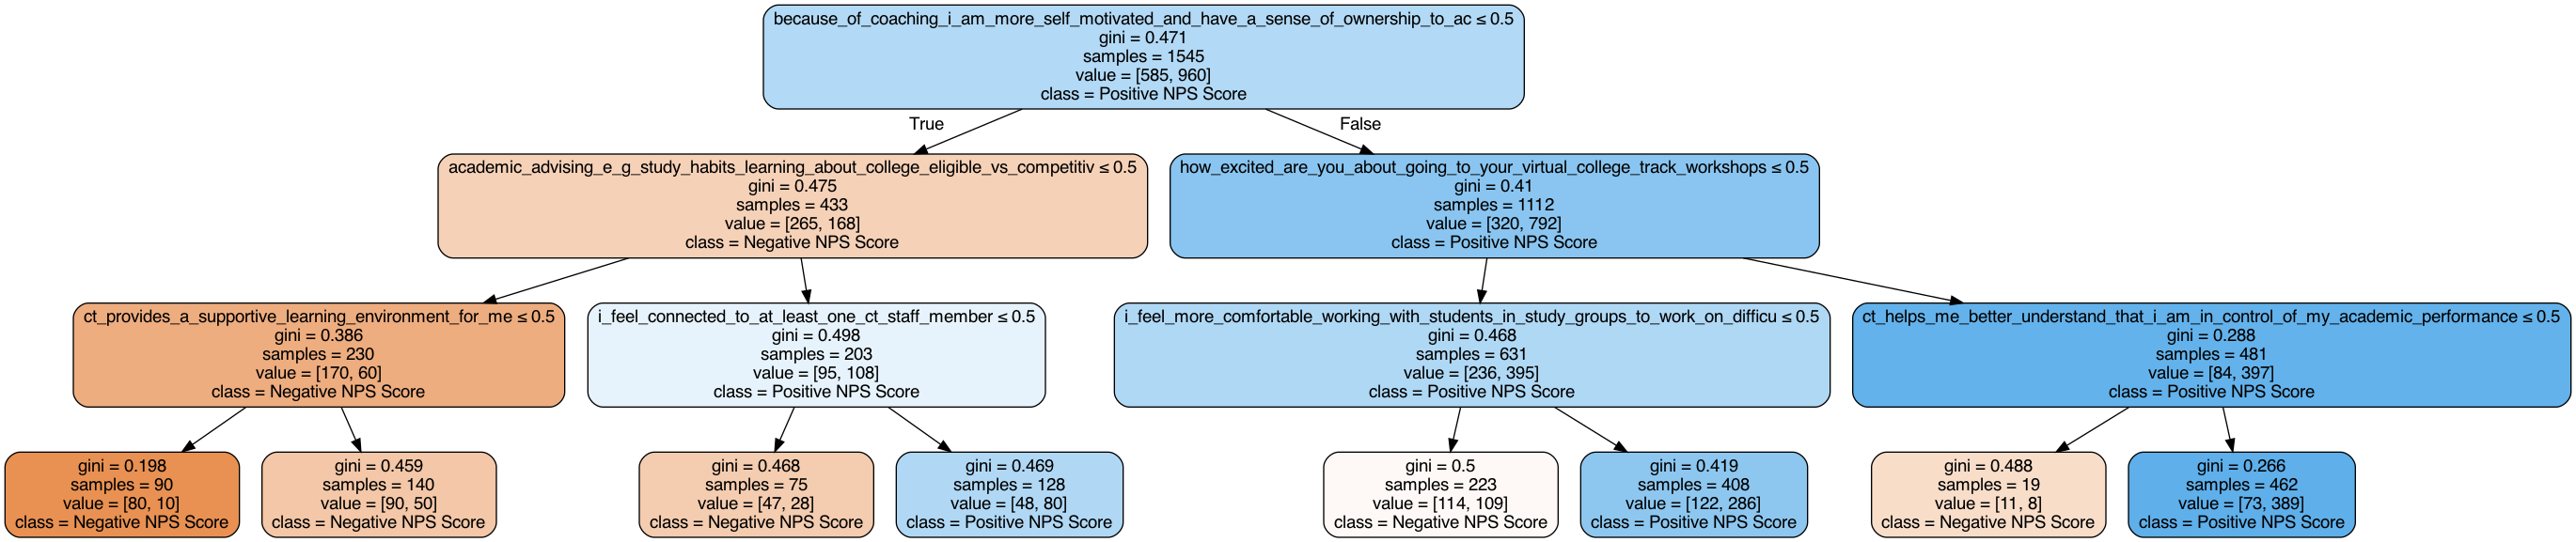 because_of_coaching_i_am_more_self_motivated_and_have_a_sense_of_ownership_to_ac ≤ 0.5
gini = 0.471
samples = 1545
value = [585, 960]
class = Positive NPS Score
True
False
academic_advising_e_g_study_habits_learning_about_college_eligible_vs_competitiv ≤ 0.5
gini = 0.475
samples = 433
value = [265, 168]
class = Negative NPS Score
how_excited_are_you_about_going_to_your_virtual_college_track_workshops ≤ 0.5
gini = 0.41
samples = 1112
value = [320, 792]
class = Positive NPS Score
ct_provides_a_supportive_learning_environment_for_me ≤ 0.5
gini = 0.386
samples = 230
value = [170, 60]
class = Negative NPS Score
i_feel_connected_to_at_least_one_ct_staff_member ≤ 0.5
gini = 0.498
samples = 203
value = [95, 108]
class = Positive NPS Score
i_feel_more_comfortable_working_with_students_in_study_groups_to_work_on_difficu ≤ 0.5
gini = 0.468
samples = 631
value = [236, 395]
class = Positive NPS Score
ct_helps_me_better_understand_that_i_am_in_control_of_my_academic_performance ≤ 0.5
gini = 0.288
samples = 481
value = [84, 397]
class = Positive NPS Score
gini = 0.198
samples = 90
value = [80, 10]
class = Negative NPS Score
gini = 0.459
samples = 140
value = [90, 50]
class = Negative NPS Score
gini = 0.468
samples = 75
value = [47, 28]
class = Negative NPS Score
gini = 0.469
samples = 128
value = [48, 80]
class = Positive NPS Score
gini = 0.5
samples = 223
value = [114, 109]
class = Negative NPS Score
gini = 0.419
samples = 408
value = [122, 286]
class = Positive NPS Score
gini = 0.488
samples = 19
value = [11, 8]
class = Negative NPS Score
gini = 0.266
samples = 462
value = [73, 389]
class = Positive NPS Score